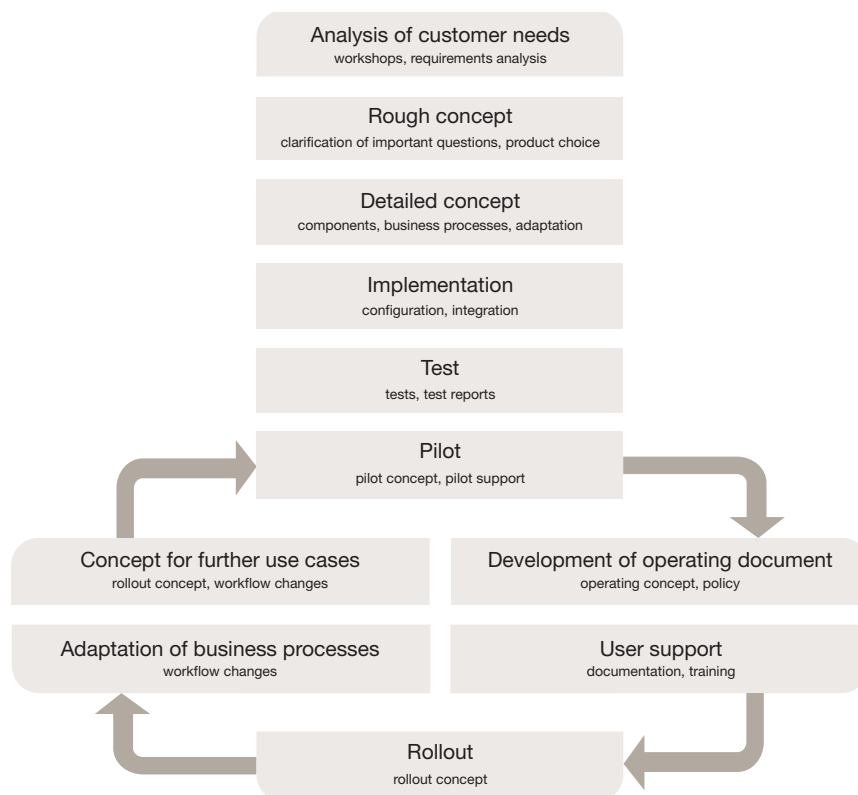 Analysis of customer needs
workshops, requirements analysis
Rough concept
clarification of important questions, product choice
Detailed concept
components, business processes, adaptation
Implementation
configuration, integration
Test
tests, test reports
Pilot
pilot concept, pilot support
Concept for further use cases
rollout concept, workflow changes
Development of operating document
operating concept, policy
Adaptation of business processes
workflow changes
User support
documentation, training
Rollout
rollout concept